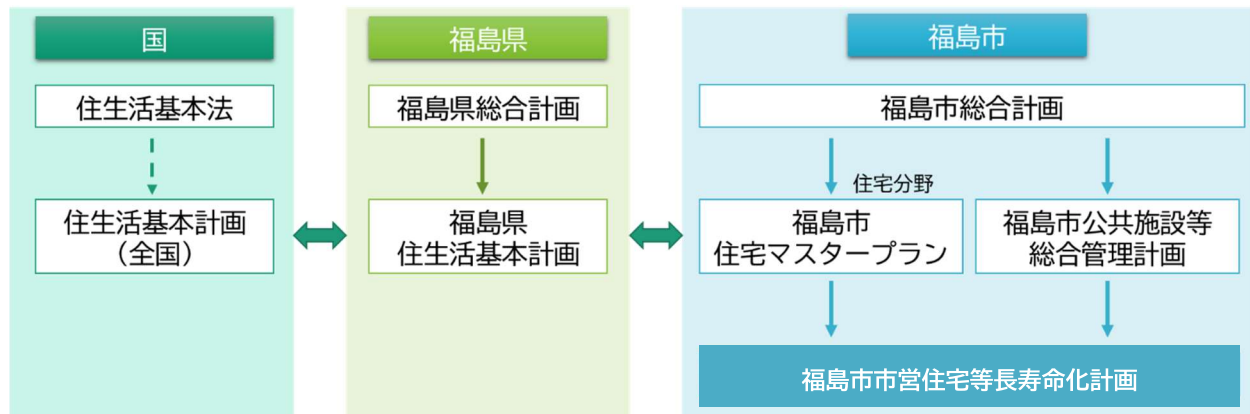 国
住生活基本法
住生活基本計画
（全国）
福島県
福島県総合計画
福島県
住生活基本計画
福島市
福島市総合計画
住宅分野
福島市
住宅マスタープラン
福島市公共施設等
総合管理計画
福島市市営住宅等長寿命化計画